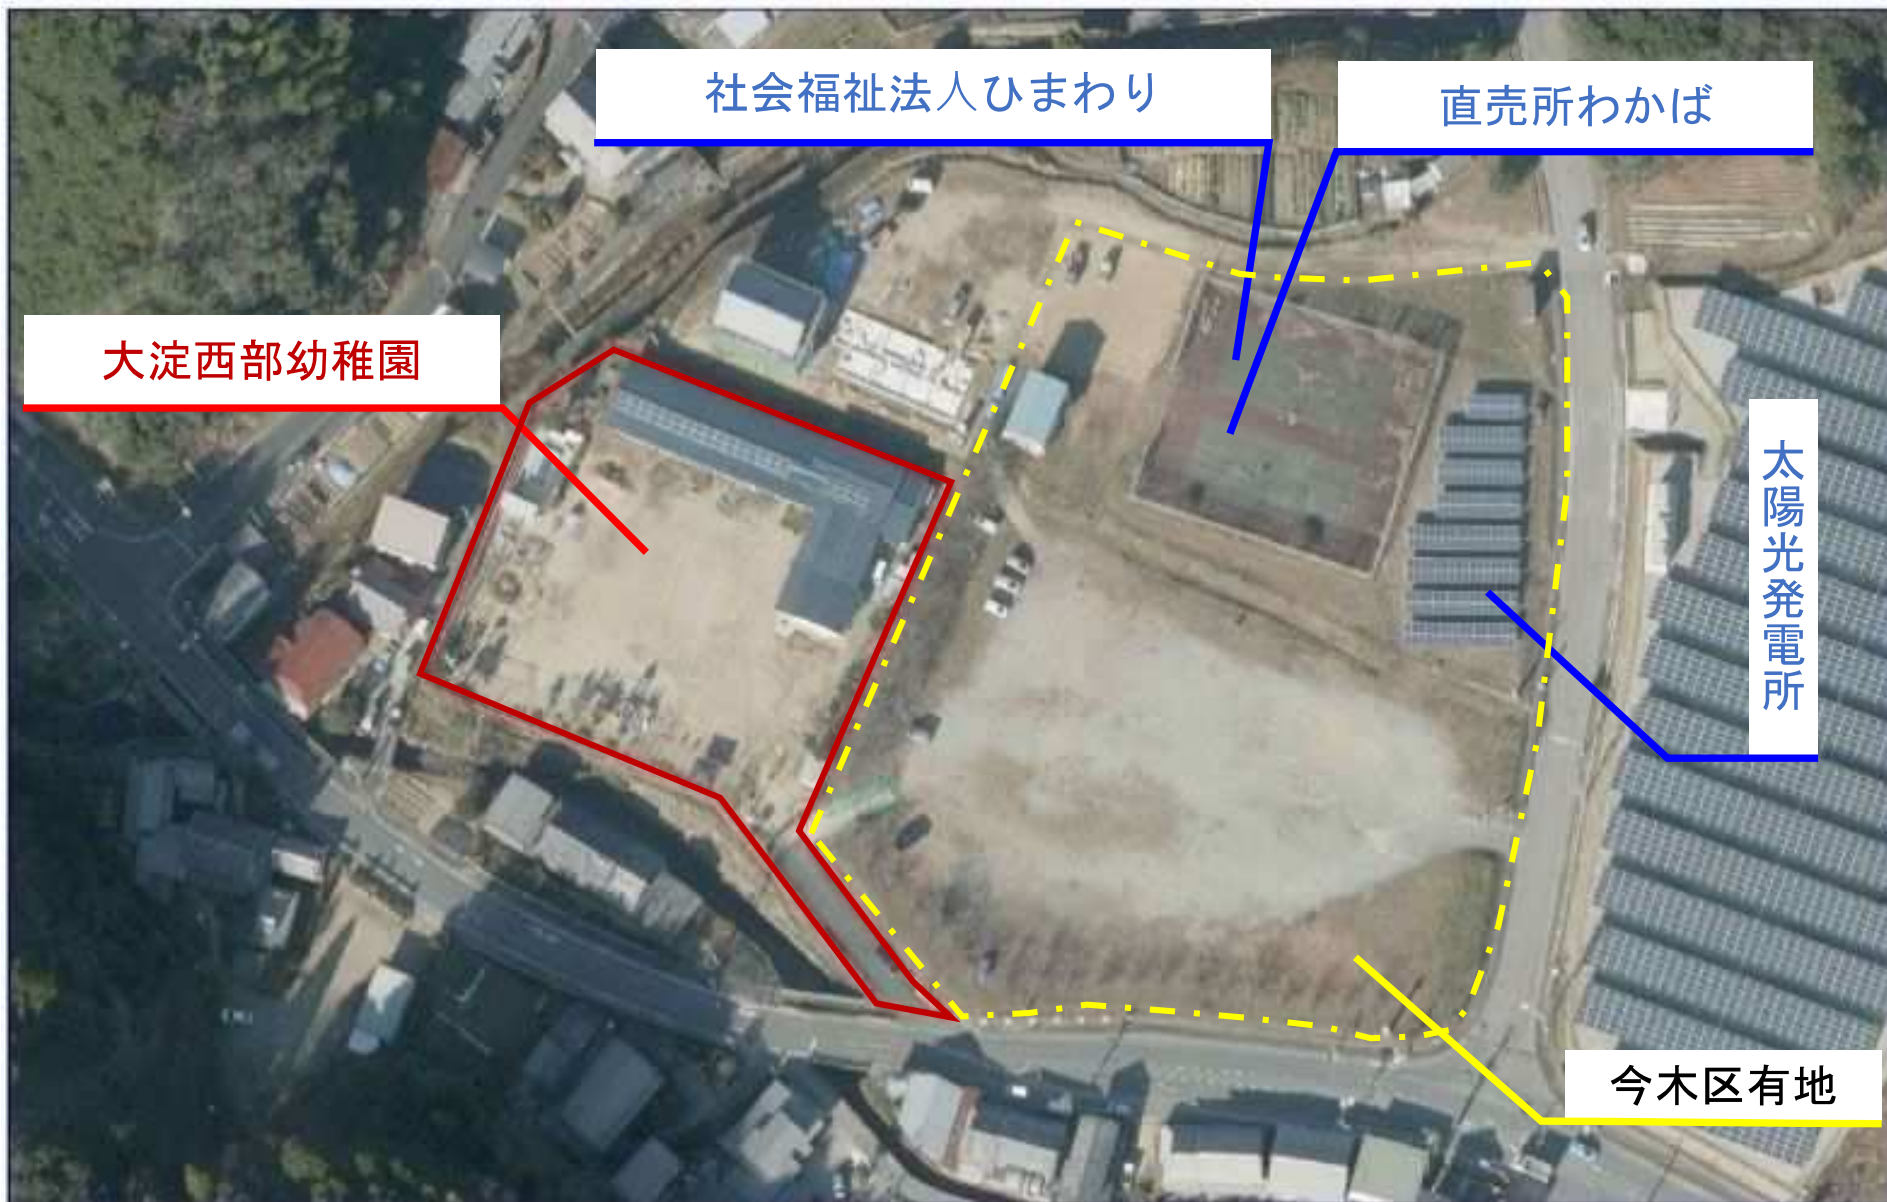 社会福祉法人ひまわり
直売所わかば
大淀西部幼稚園
太陽光発電所
今木区有地